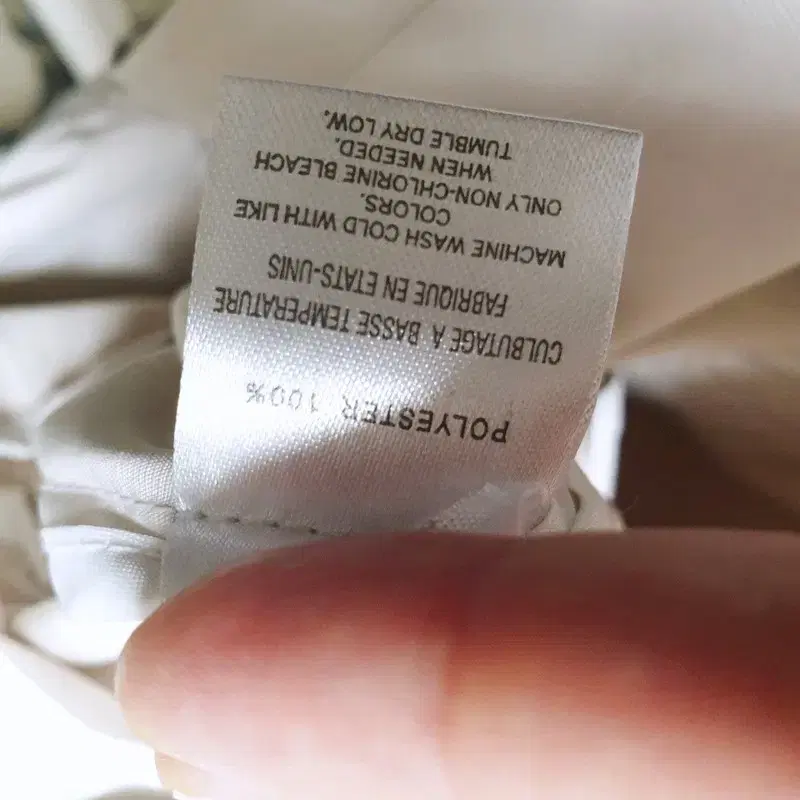 POLYESTER 100%
CULBUTAGE A BASSE TEMPERATURE
FABRIQUE EN ETATS-UNIS
MACHINE WASH COLD WITH LIKE
COLORS.
ONLY NON-CHLORINE BLEACH
WHEN NEEDED.
TUMBLE DRY LOW.